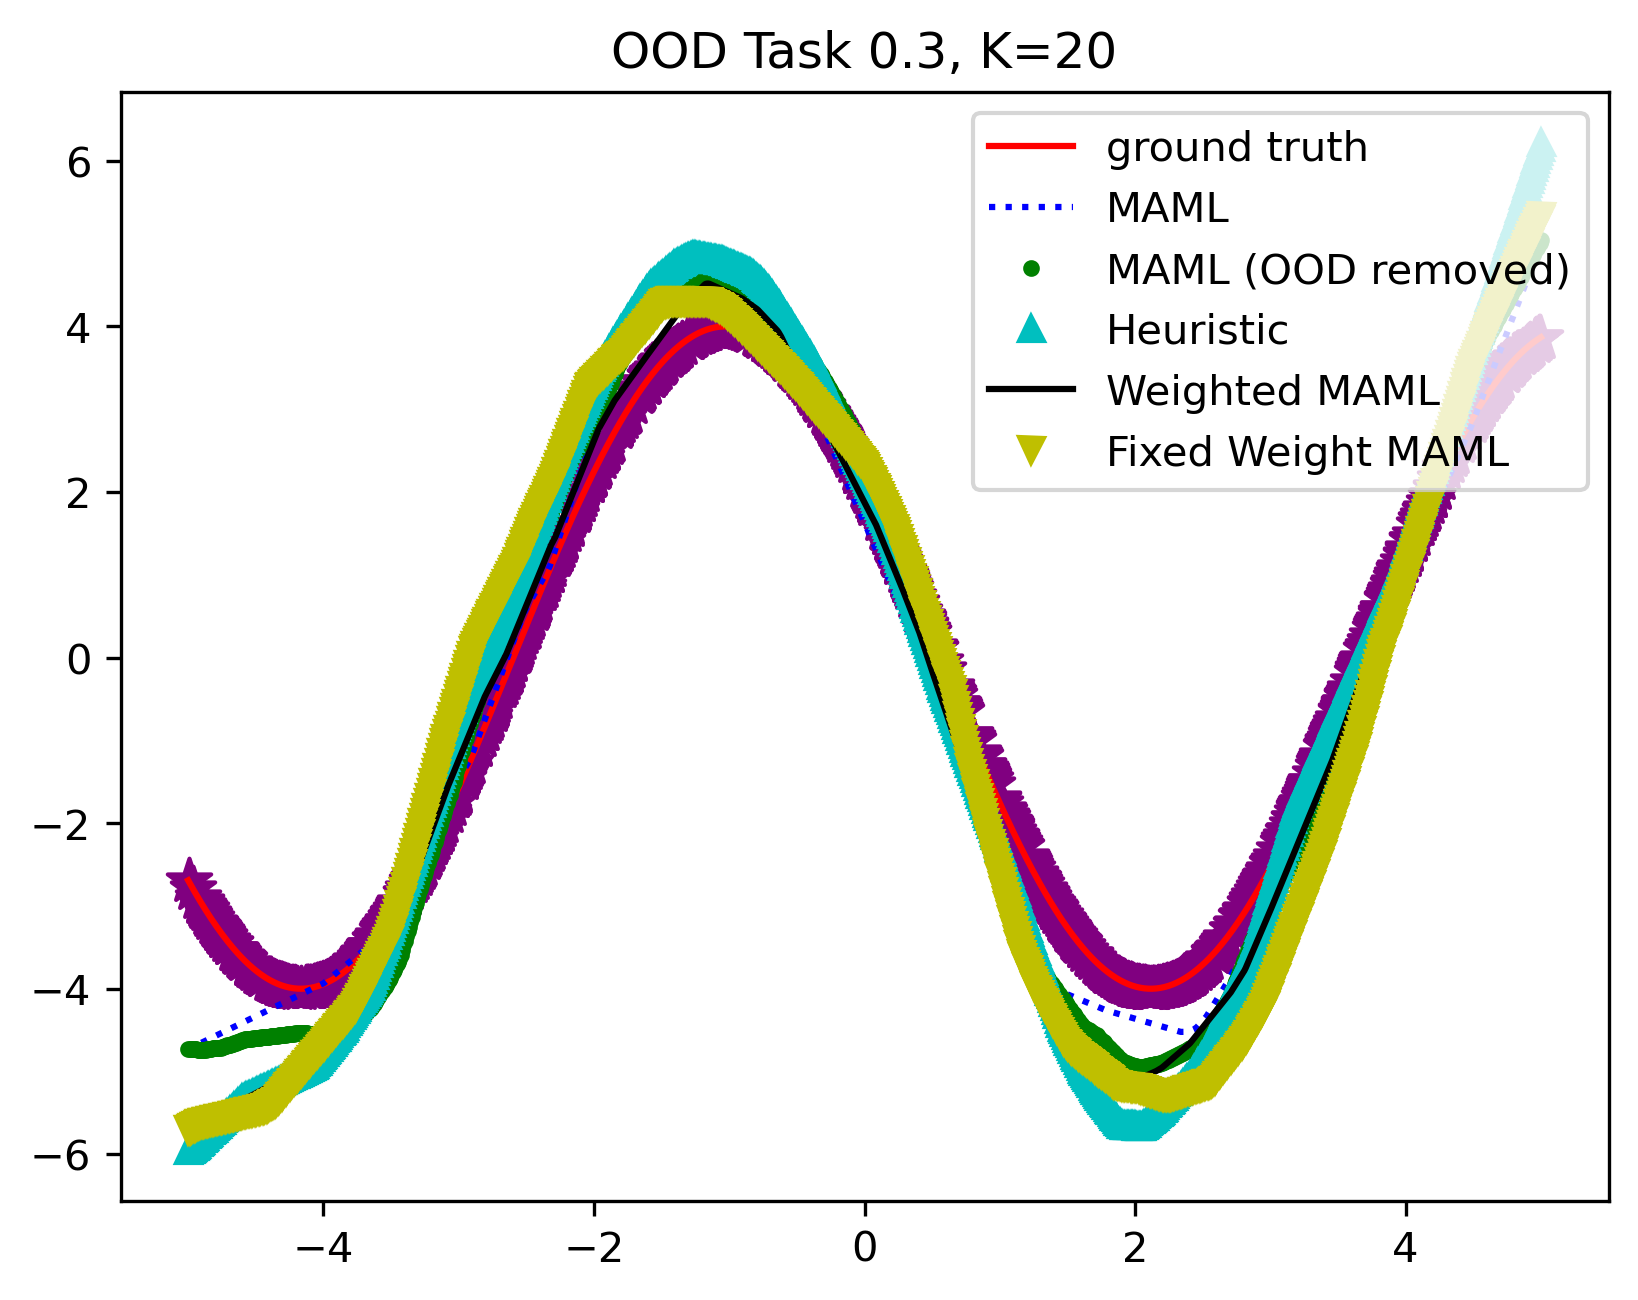 OOD Task 0.3, K=20
ground truth
MAML
MAML (OOD removed)
Heuristic
Weighted MAML
Fixed Weight MAML
6
4
2
0
−2
−4
−6
−4 −2 0 2 4